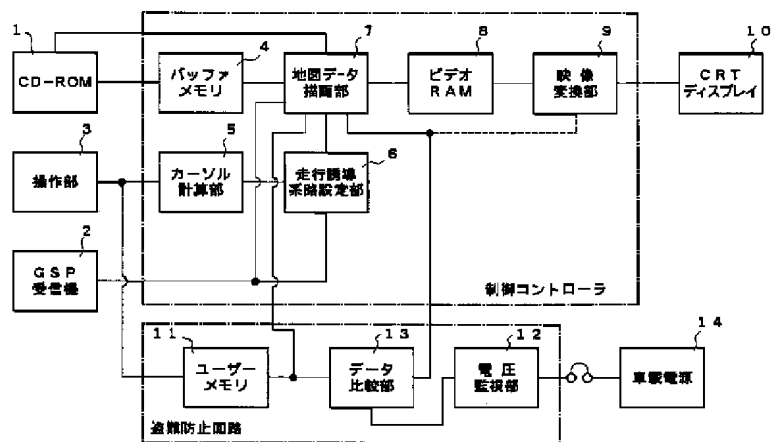 1
CD-ROM
4
バッファ
メモリ
7
地図データ
描画部
8
ビデオ
RAM
9
映像
変換部
10
CRT
ディスプレイ
3
操作部
5
カーソル
計算部
6
走行誘導
系路設定部
2
GSP
受信機
制御コントローラ
11
ユーザー
メモリ
13
データ
比較部
12
電圧
監視部
14
車載電源
盗難防止回路